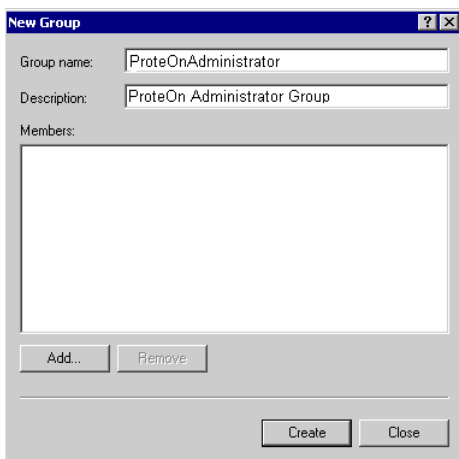 New Group
Group name: ProteOnAdministrator
Description: ProteOn Administrator Group
Members:
Add... Remove
Create Close